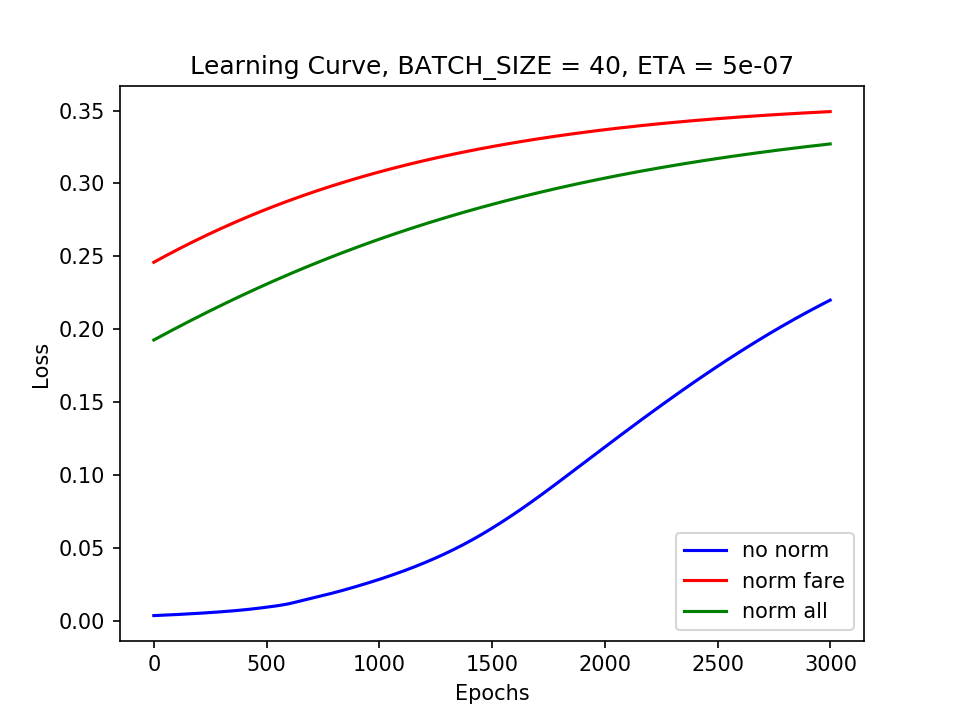 Learning Curve, BATCH_SIZE = 40, ETA = 5e-07
0.35
0.30
0.25
0.20
0.15
0.10
0.05
0.00
Loss
0 500 1000 1500 2000 2500 3000
Epochs
no norm
norm fare
norm all